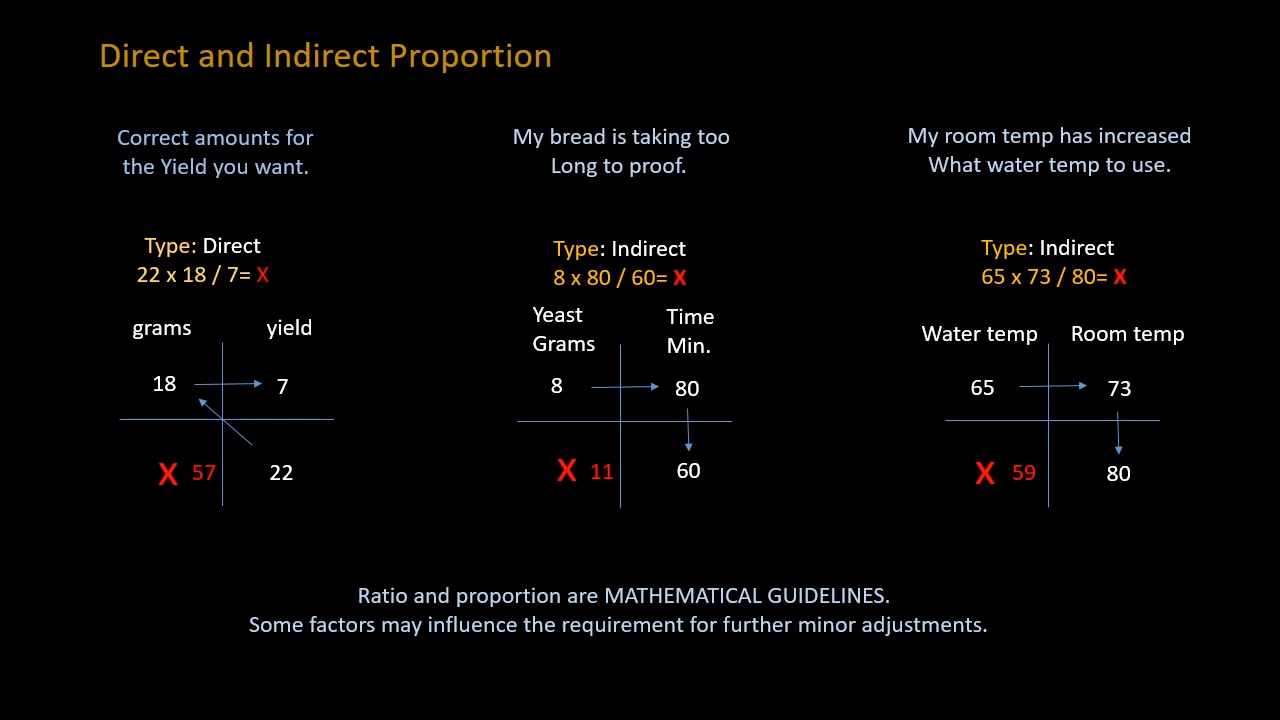 Direct and Indirect Proportion
Correct amounts for
the Yield you want.
Type: Direct
22 x 18 / 7= X
grams yield
18 7
X 57 22
My bread is taking too
Long to proof.
Type: Indirect
8 x 80 / 60= X
Yeast
Grams
Time
Min.
8 80
X 11 60
My room temp has increased
What water temp to use.
Type: Indirect
65 x 73 / 80= X
Water temp Room temp
65 73
X 59 80
Ratio and proportion are MATHEMATICAL GUIDELINES.
Some factors may influence the requirement for further minor adjustments.